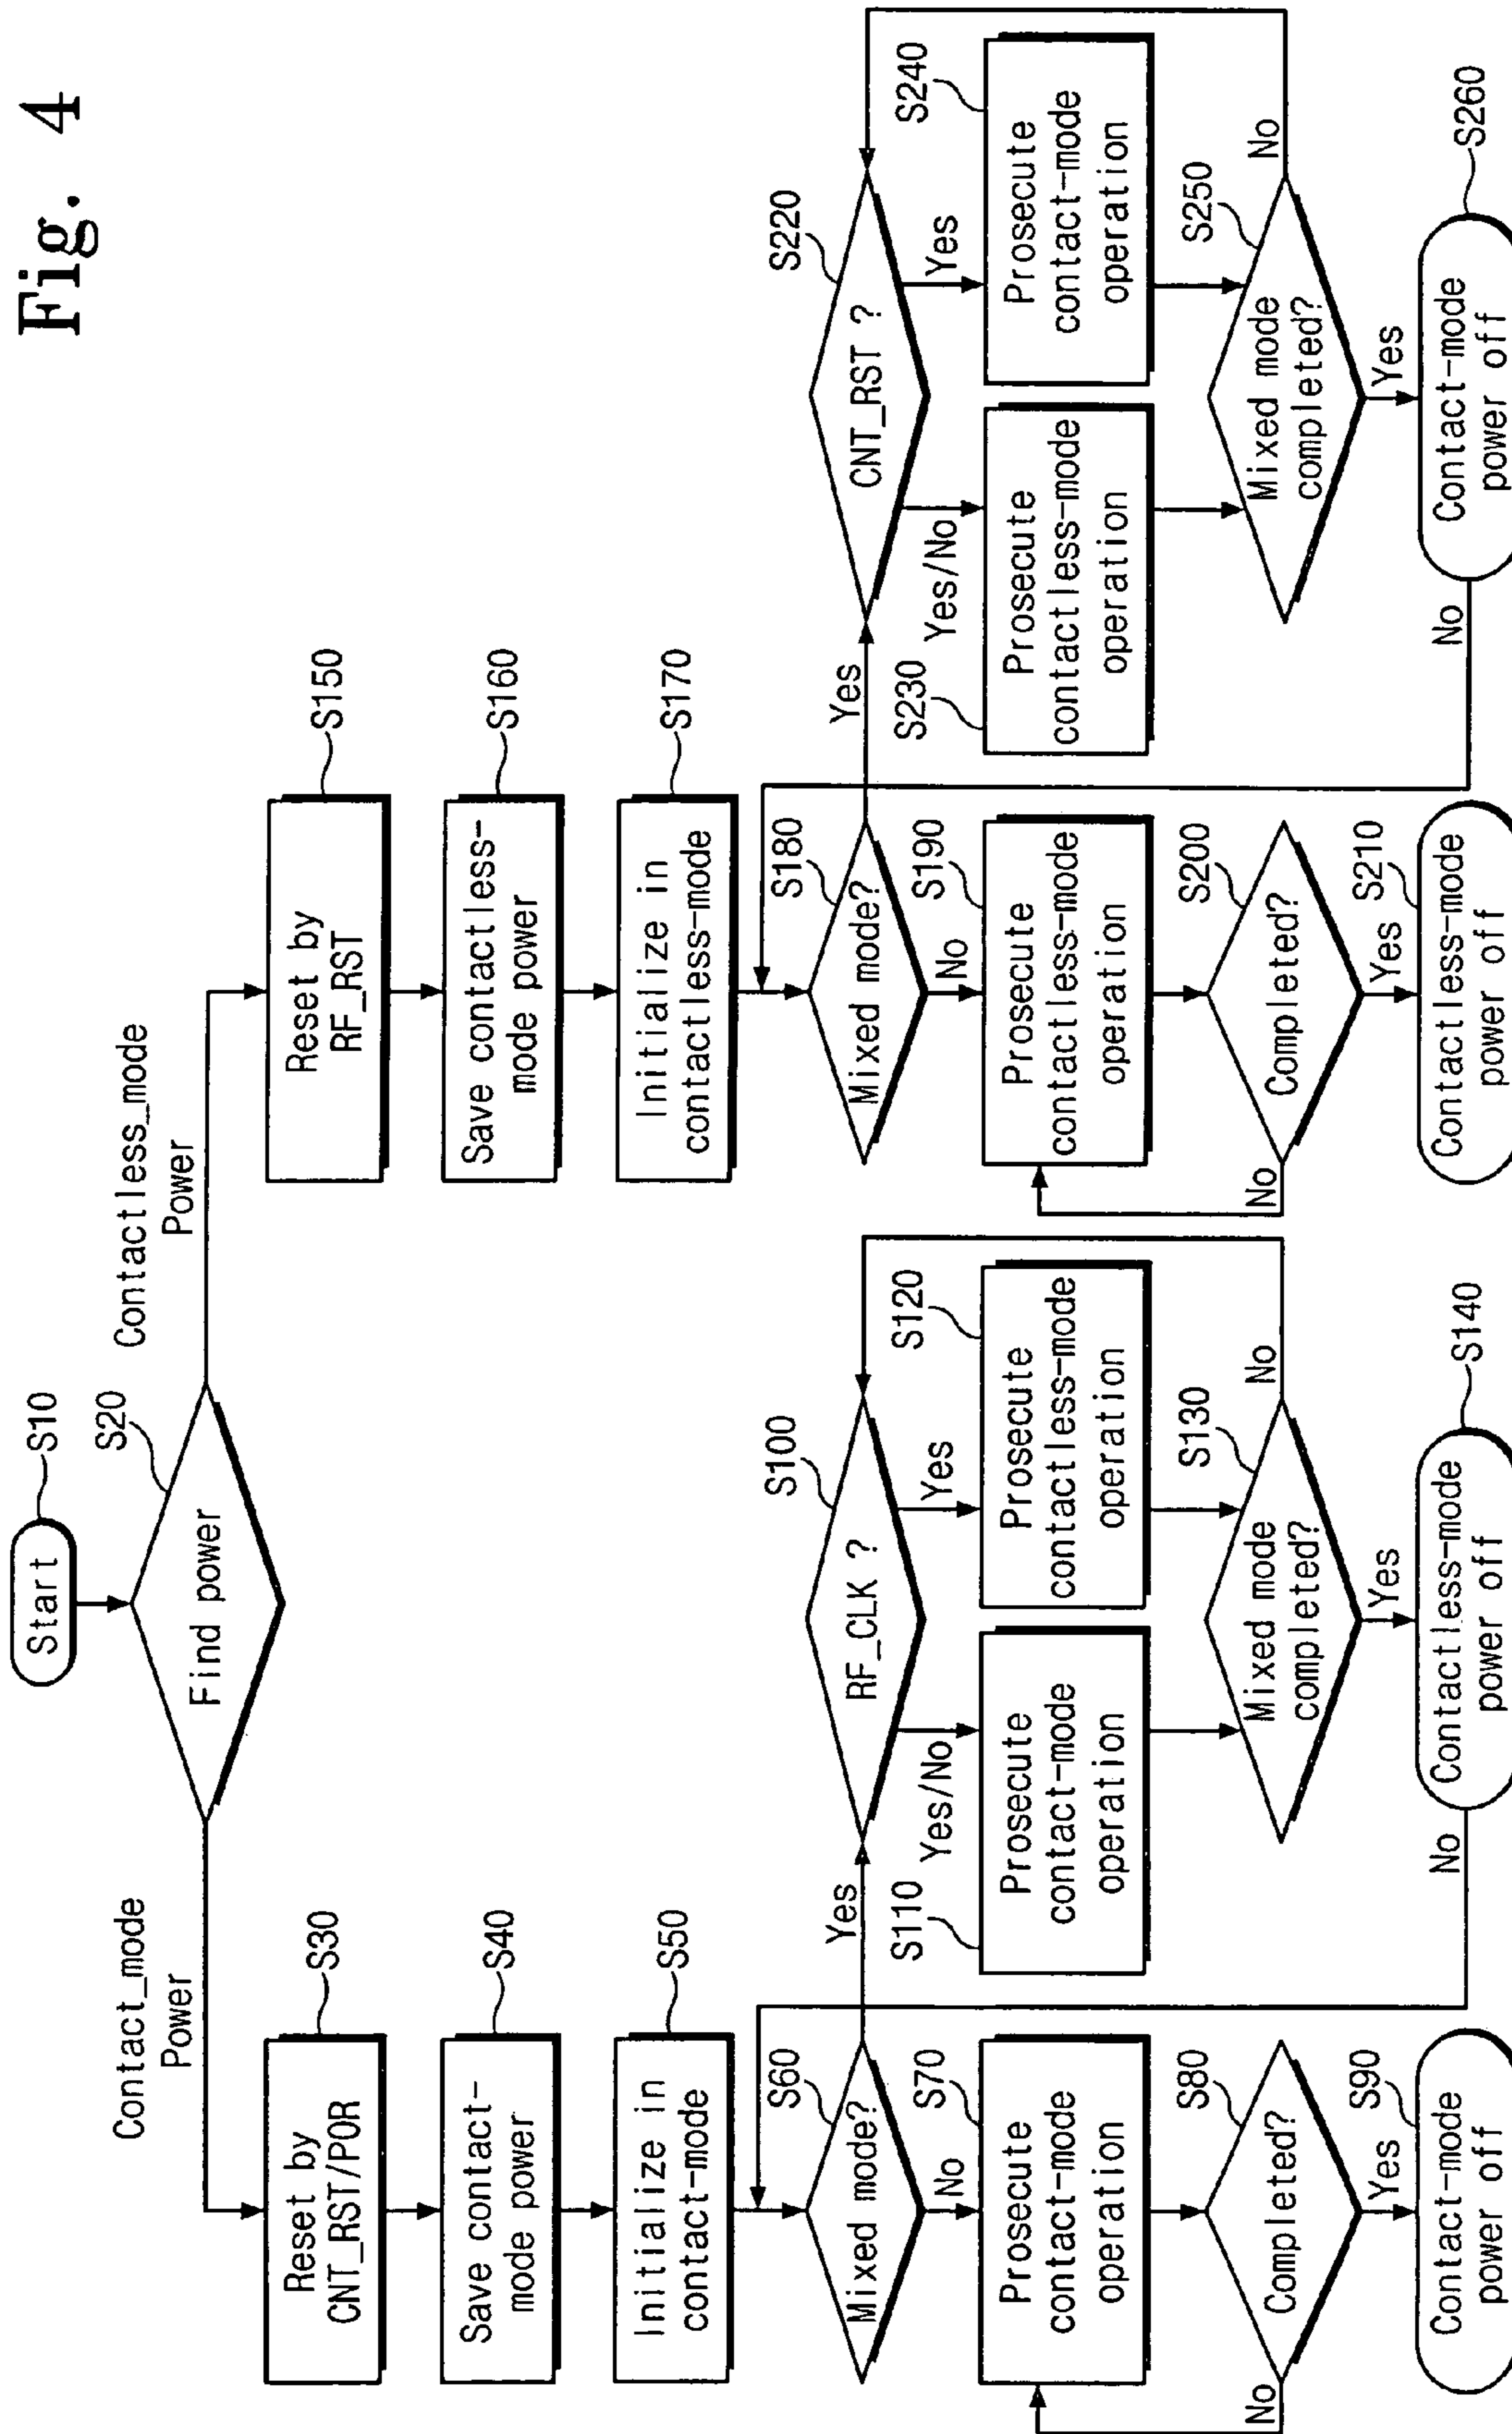 Fig. 4
Start
S10
Find power
S20
Contact_mode
Power
Contactless_mode
Power
Reset by
CNT_RST/POR
S30
Save contact-
mode power
S40
Initialize in
contact-mode
S50
Mixed mode?
S60
Yes
No
Prosecute
contact-mode
operation
S70
Completed?
S80
No
Yes
Contact-mode
power off
S90
RF_CLK ?
S100
Yes/No
Yes
Prosecute
contact-mode
operation
S110
Prosecute
contactless-mode
operation
S120
Mixed mode
completed?
S130
No
Yes
Contactless-mode
power off
S140
No
Reset by
RF_RST
S150
Save contactless-
mode power
S160
Initialize in
contactless-mode
S170
Mixed mode?
S180
Yes
No
Prosecute
contactless-mode
operation
S190
Completed?
S200
No
Yes
Contactless-mode
power off
S210
CNT_RST ?
S220
Yes/No
Yes
Prosecute
contactless-mode
operation
S230
Prosecute
contact-mode
operation
S240
Mixed mode
completed?
S250
No
Yes
Contact-mode
power off
S260
No